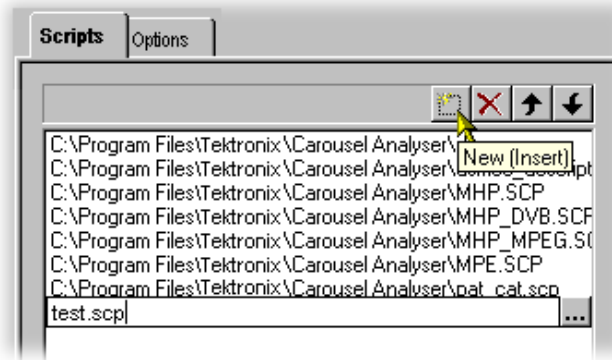 Scripts
Options
C:\Program Files\Tektronix\Carousel Analyser\
New (Insert)
C:\Program Files\Tektronix\Carousel Analyser\
C:\Program Files\Tektronix\Carousel Analyser\MHP.SCP
C:\Program Files\Tektronix\Carousel Analyser\MHP_DVB.SCP
C:\Program Files\Tektronix\Carousel Analyser\MHP_MPEG.S
C:\Program Files\Tektronix\Carousel Analyser\MPE.SCP
C:\Program Files\Tektronix\Carousel Analyser\pat_cat.scp
test.scp
...